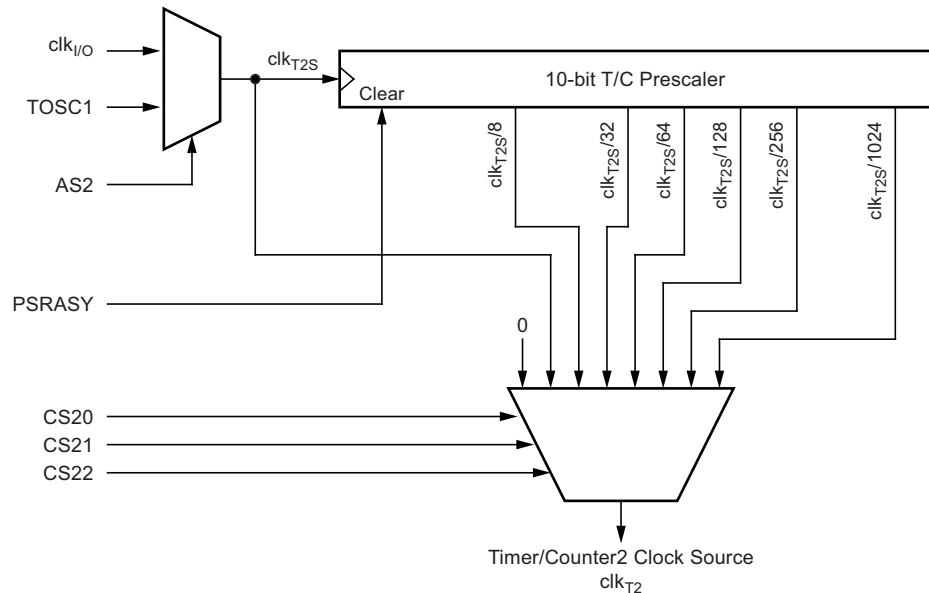 clkI/O
clkT2S
10-bit T/C Prescaler
TOSC1
Clear
clkT2S/8
clkT2S/32
clkT2S/64
clkT2S/128
clkT2S/256
clkT2S/1024
AS2
PSRASY
0
CS20
CS21
CS22
Timer/Counter2 Clock Source
clkT2